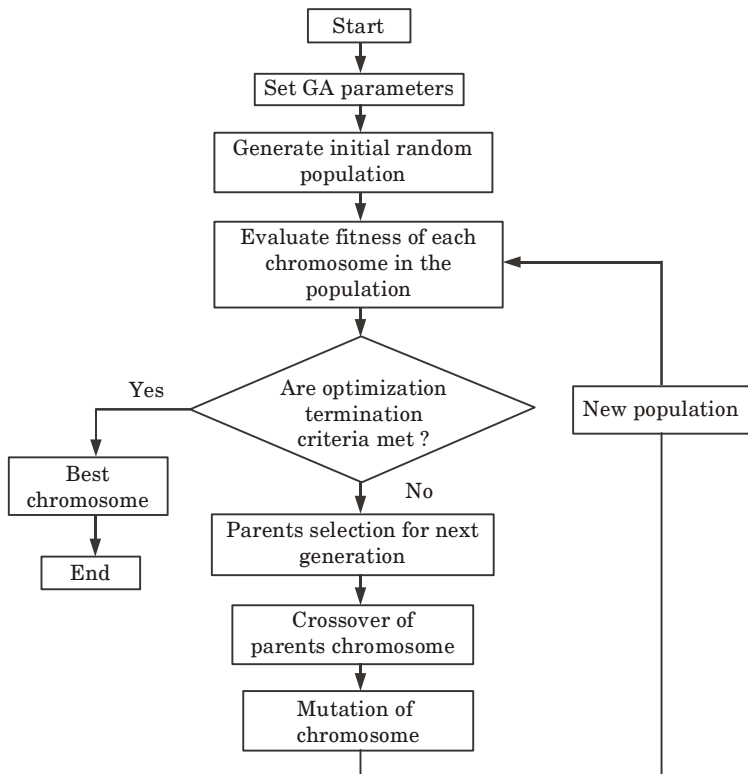 Start
Set GA parameters
Generate initial random
population
Evaluate fitness of each
chromosome in the
population
Yes
Are optimization
termination
criteria met ?
New population
Best
chromosome
No
Parents selection for next
generation
End
Crossover of
parents chromosome
Mutation of
chromosome